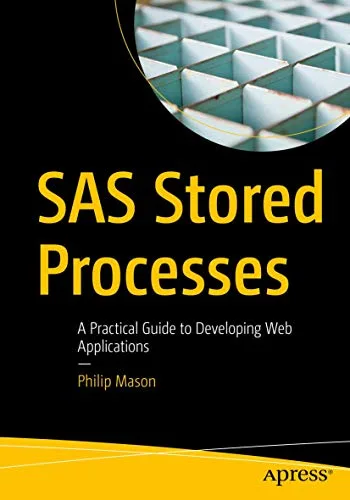 SAS Stored
Processes
A Practical Guide to Developing Web
Applications
—
Philip Mason
Apress®